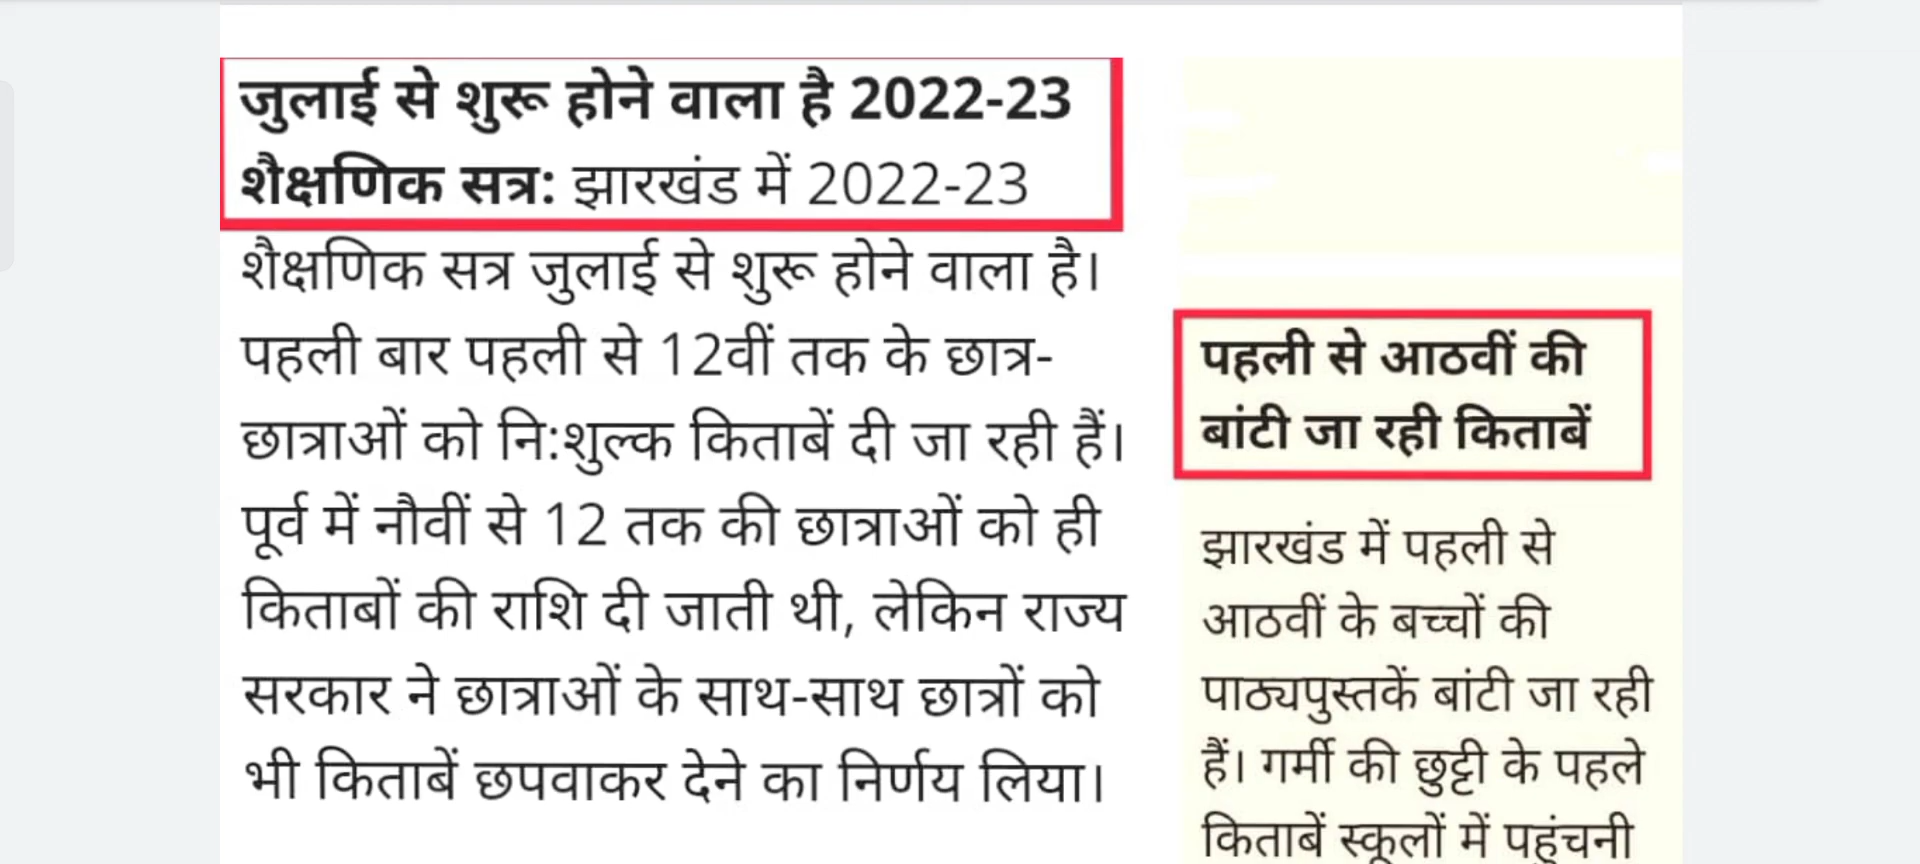 जुलाई से शुरू होने वाला है 2022-23
शैक्षणिक सत्र: झारखंड में 2022-23
शैक्षणिक सत्र जुलाई से शुरू होने वाला है।
पहली बार पहली से 12वीं तक के छात्र-
छात्राओं को नि:शुल्क किताबें दी जा रही हैं।
पूर्व में नौवीं से 12 तक की छात्राओं को ही
किताबों की राशि दी जाती थी, लेकिन राज्य
सरकार ने छात्राओं के साथ-साथ छात्रों को
भी किताबें छपवाकर देने का निर्णय लिया।
पहली से आठवीं की
बांटी जा रही किताबें
झारखंड में पहली से
आठवीं के बच्चों की
पाठ्यपुस्तकें बांटी जा रही
हैं। गर्मी की छुट्टी के पहले
किताबें स्कूलों में पहुंचनी